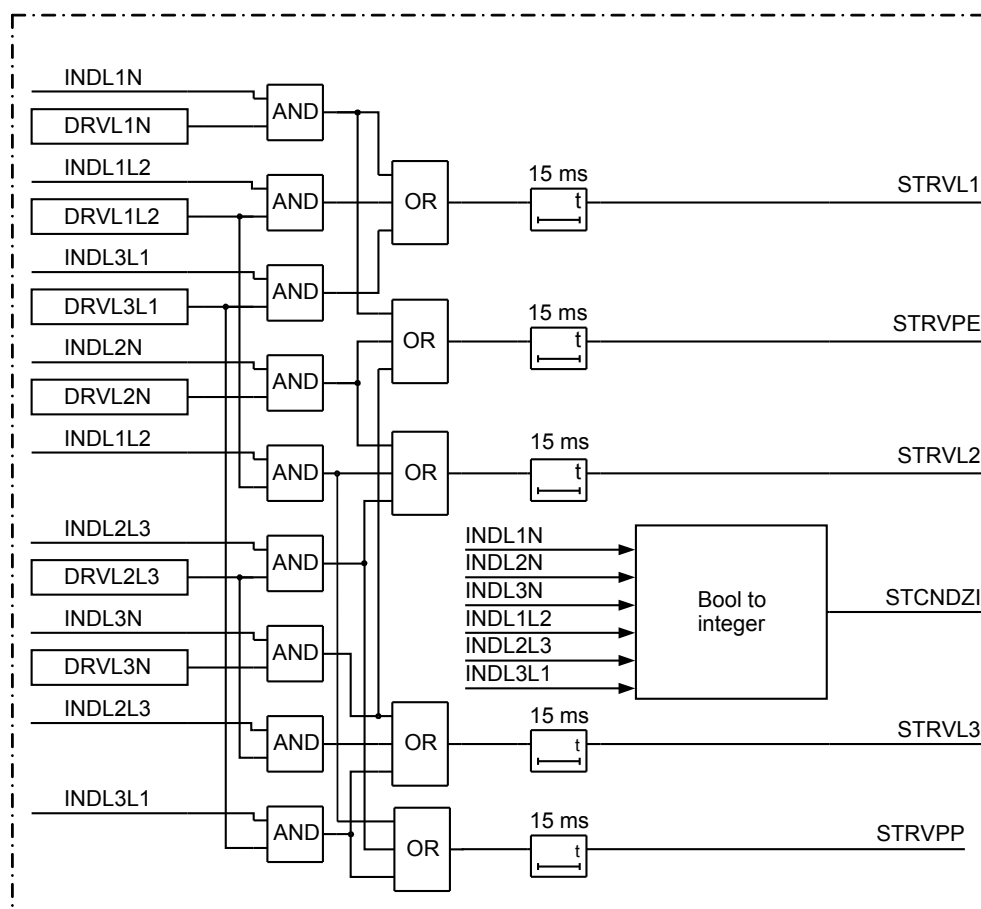 INDL1N
AND
DRVL1N
INDL1L2
AND
DRVL1L2
OR
15 ms
t
STRVL1
INDL3L1
AND
DRVL3L1
15 ms
t
STRVPE
OR
INDL2N
AND
DRVL2N
INDL1L2
AND
OR
15 ms
t
STRVL2
INDL2L3
AND
DRVL2L3
INDL1N
INDL2N
INDL3N
INDL1L2
INDL2L3
INDL3L1
Bool to
integer
STCNDZI
INDL3N
AND
DRVL3N
INDL2L3
AND
OR
15 ms
t
STRVL3
INDL3L1
AND
OR
15 ms
t
STRVPP